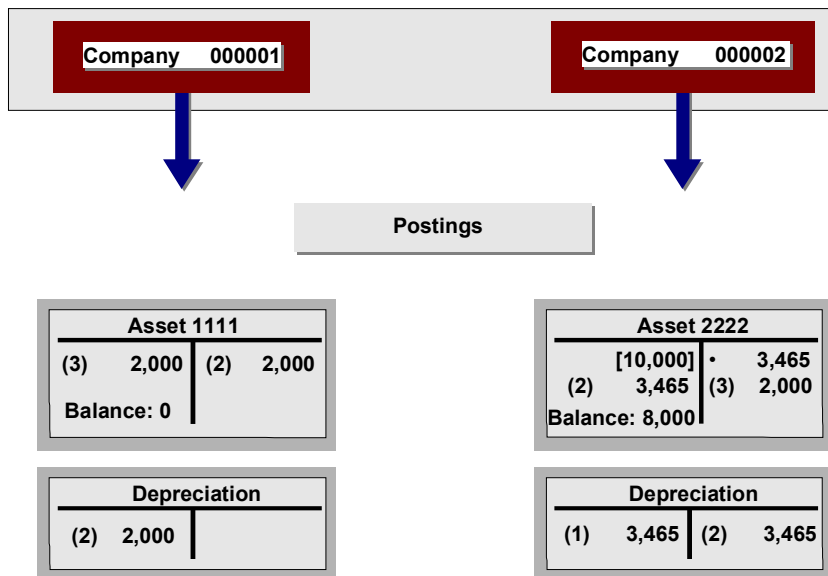 Company 000001
Company 000002
Postings
Asset 1111
(3) 2,000 (2) 2,000
Balance: 0
Asset 2222
[10,000] • 3,465
(2) 3,465 (3) 2,000
Balance: 8,000
Depreciation
(2) 2,000
Depreciation
(1) 3,465 (2) 3,465